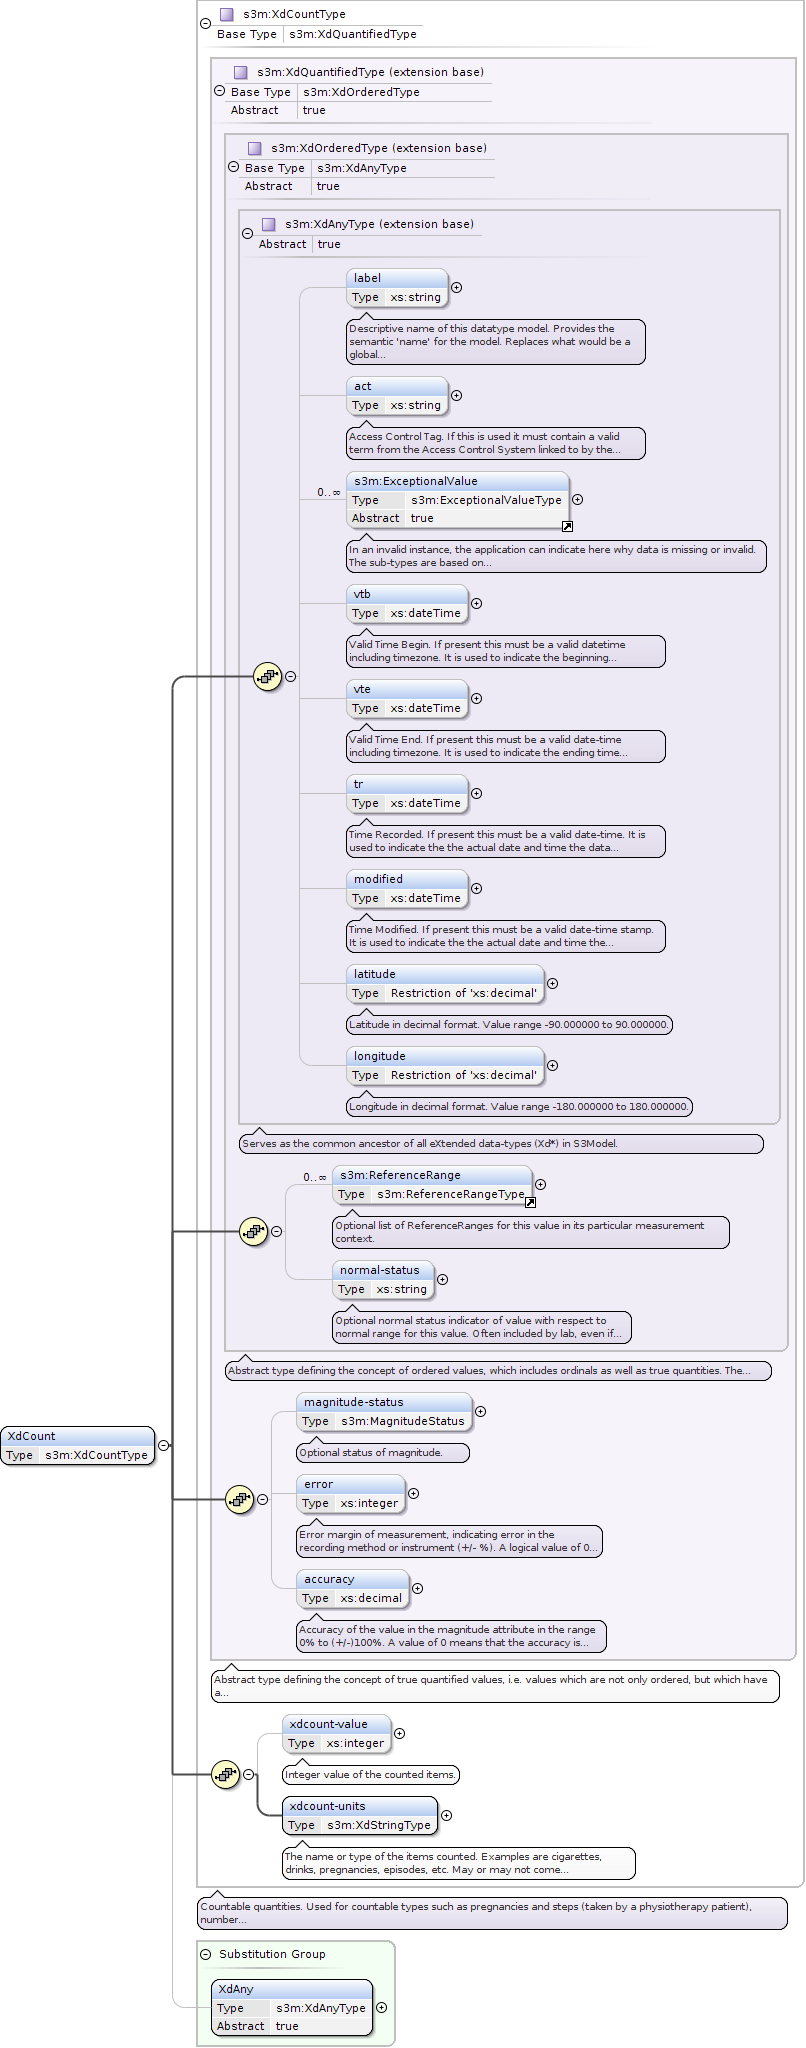 s3m:XdCountType
Base Type s3m:XdQuantifiedType
s3m:XdQuantifiedType (extension base)
Base Type s3m:XdOrderedType
Abstract true
s3m:XdOrderedType (extension base)
Base Type s3m:XdAnyType
Abstract true
s3m:XdAnyType (extension base)
Abstract true
label
Type xs:string
Descriptive name of this datatype model. Provides the
semantic 'name' for the model. Replaces what would be a
global...
act
Type xs:string
Access Control Tag. If this is used it must contain a valid
term from the Access Control System linked to by the...
0..∞
s3m:ExceptionalValue
Type s3m:ExceptionalValueType
Abstract true
In an invalid instance, the application can indicate here why data is missing or invalid.
The sub-types are based on...
vtb
Type xs:dateTime
Valid Time Begin. If present this must be a valid datetime
including timezone. It is used to indicate the beginning...
vte
Type xs:dateTime
Valid Time End. If present this must be a valid date-time
including timezone. It is used to indicate the ending time...
tr
Type xs:dateTime
Time Recorded. If present this must be a valid date-time. It is
used to indicate the the actual date and time the data...
modified
Type xs:dateTime
Time Modified. If present this must be a valid date-time stamp.
It is used to indicate the the actual date and time the...
latitude
Type Restriction of 'xs:decimal'
Latitude in decimal format. Value range -90.000000 to 90.000000.
longitude
Type Restriction of 'xs:decimal'
Longitude in decimal format. Value range -180.000000 to 180.000000.
Serves as the common ancestor of all eXtended data-types (Xd*) in S3Model.
0..∞
s3m:ReferenceRange
Type s3m:ReferenceRangeType
Optional list of ReferenceRanges for this value in its particular measurement
context.
normal-status
Type xs:string
Optional normal status indicator of value with respect to
normal range for this value. Often included by lab, even if...
Abstract type defining the concept of ordered values, which includes ordinals as well as true quantities. The...
magnitude-status
Type s3m:MagnitudeStatus
Optional status of magnitude.
XdCount
Type s3m:XdCountType
error
Type xs:integer
Error margin of measurement, indicating error in the
recording method or instrument (+/- %). A logical value of 0...
accuracy
Type xs:decimal
Accuracy of the value in the magnitude attribute in the range
0% to (+/-)100%. A value of 0 means that the accuracy is...
Abstract type defining the concept of true quantified values, i.e. values which are not only ordered, but which have
a...
xdcount-value
Type xs:integer
Integer value of the counted items.
xdcount-units
Type s3m:XdStringType
The name or type of the items counted. Examples are cigarettes,
drinks, pregnancies, episodes, etc. May or may not come...
Countable quantities. Used for countable types such as pregnancies and steps (taken by a physiotherapy patient),
number...
Substitution Group
XdAny
Type s3m:XdAnyType
Abstract true